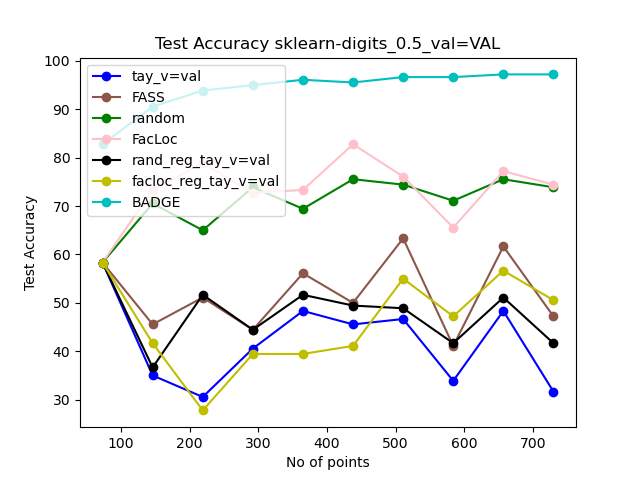 Test Accuracy sklearn-digits_0.5_val=VAL
100
90
80
70
60
50
40
30
Test Accuracy
tay_v=val
FASS
random
FacLoc
rand_reg_tay_v=val
facloc_reg_tay_v=val
BADGE
100 200 300 400 500 600 700
No of points